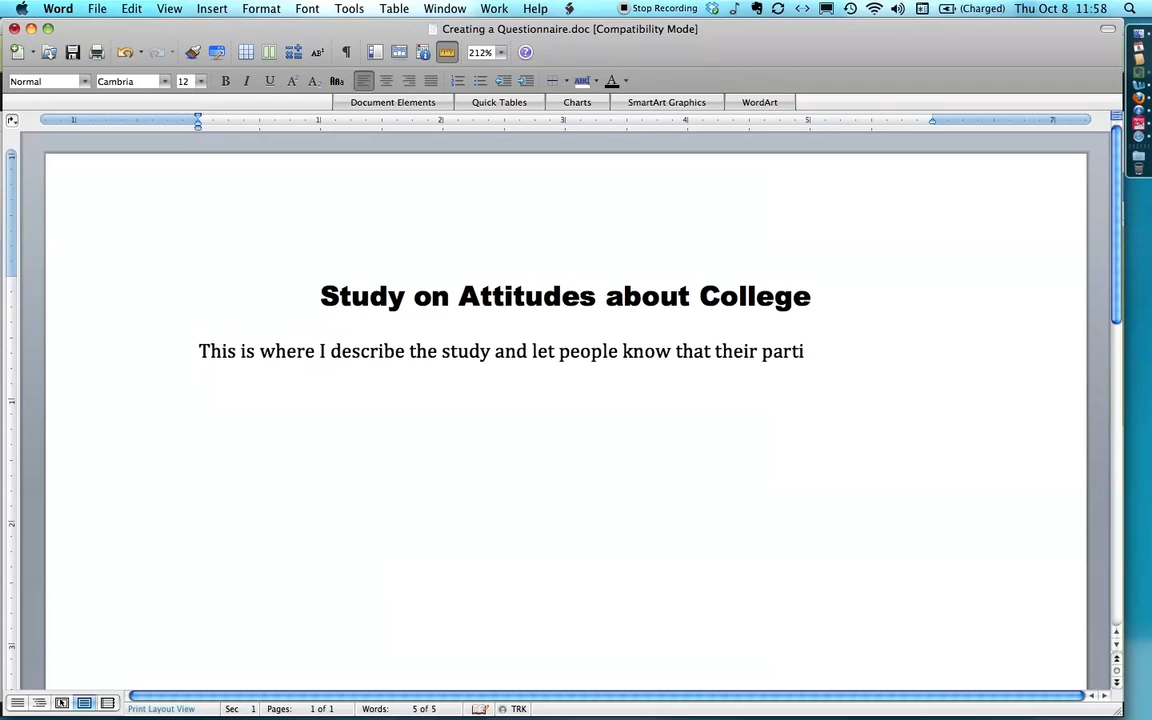 Word File Edit View Insert Format Font Tools Table Window Work Help Stop Recording (Charged) Thu Oct 8 11:58
Creating a Questionnaire.doc [Compatibility Mode]
212%
Normal Cambria 12
Document Elements Quick Tables Charts SmartArt Graphics WordArt
Study on Attitudes about College
This is where I describe the study and let people know that their parti
Print Layout View Sec 1 Pages: 1 of 1 Words: 5 of 5 TRK